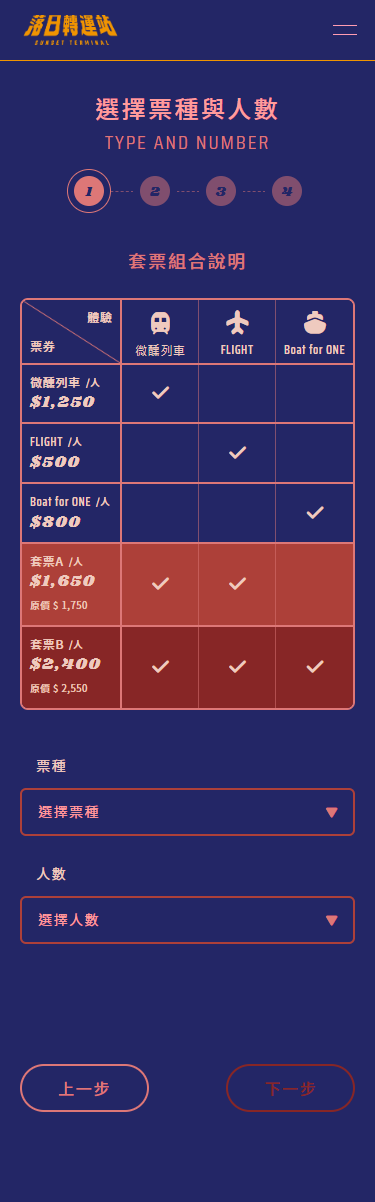 落日轉運站
SUNSET TERMINAL
選擇票種與人數
TYPE AND NUMBER
1 2 3 4
套票組合說明
體驗
票券
微醺列車 FLIGHT Boat for ONE
微醺列車 /人
$1,250
FLIGHT /人
$500
Boat for ONE /人
$800
套票A /人
$1,650
原價 $ 1,750
套票B /人
$2,400
原價 $ 2,550
票種
選擇票種
人數
選擇人數
上一步 下一步